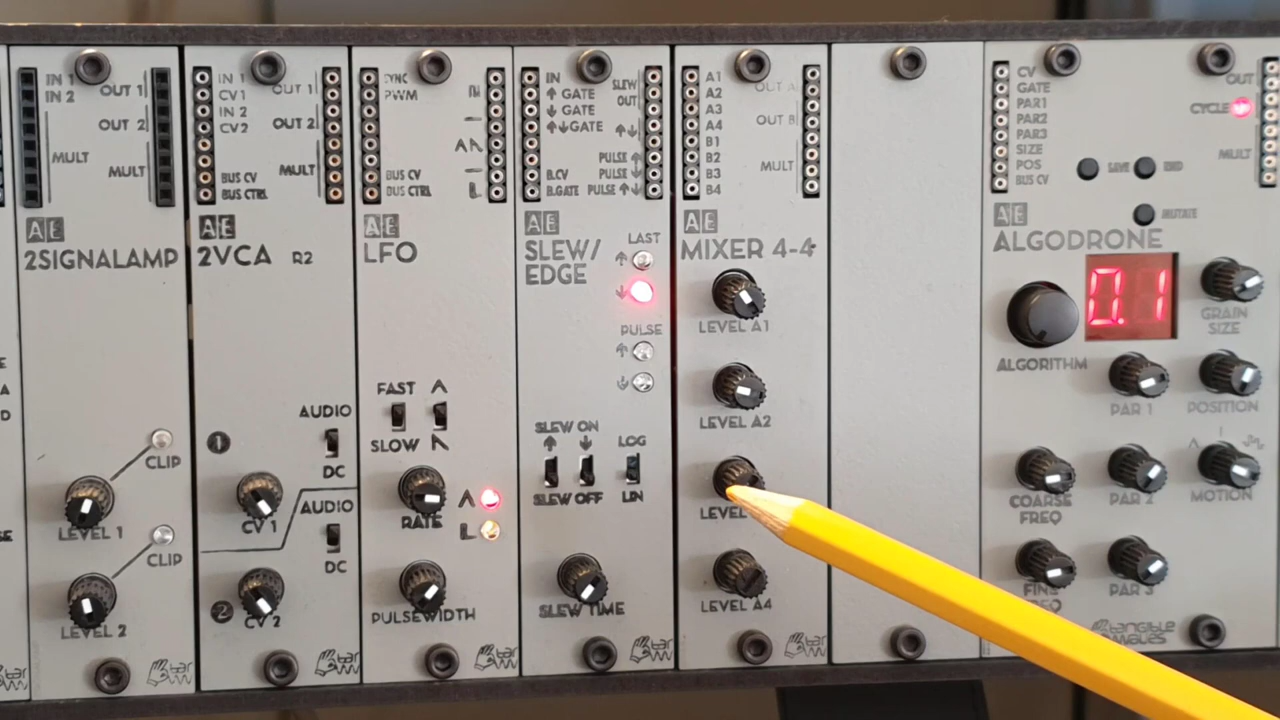 IN 1
IN 2
OUT 1
OUT 2
MULT
MULT
AE
2SIGNALAMP
CLIP
LEVEL 1
CLIP
LEVEL 2
IN 1
CV 1
IN 2
CV 2
BUS CV
BUS CTRL
OUT 1
OUT 2
MULT
AE
2VCA R2
AUDIO
DC
1
CV 1
AUDIO
DC
2
CV 2
SYNC
PWM
BUS CV
BUS CTRL
AE
LFO
FAST
SLOW
RATE
PULSEWIDTH
IN
↑ GATE
↓ GATE
↑↓GATE
B.CV
B.GATE
SLEW
OUT
↑↓
PULSE ↑
PULSE ↓
PULSE ↑↓
AE
SLEW/
EDGE
LAST
↑
↓
PULSE
↑
↓
SLEW ON
↑ ↓
SLEW OFF
LOG
LIN
SLEW TIME
A1
A2
A3
A4
B1
B2
B3
B4
OUT A
OUT B
MULT
AE
MIXER 4-4
LEVEL A1
LEVEL A2
LEVEL
LEVEL A4
CV
GATE
PAR1
PAR2
PAR3
SIZE
POS
BUS CV
OUT
CYCLE
MULT
SAVE
MUTATE
AE
ALGODRONE
0.1
ALGORITHM
GRAIN
SIZE
PAR 1
POSITION
COARSE
FREQ
PAR 2
MOTION
FINE
PAR 3
tangible
waves